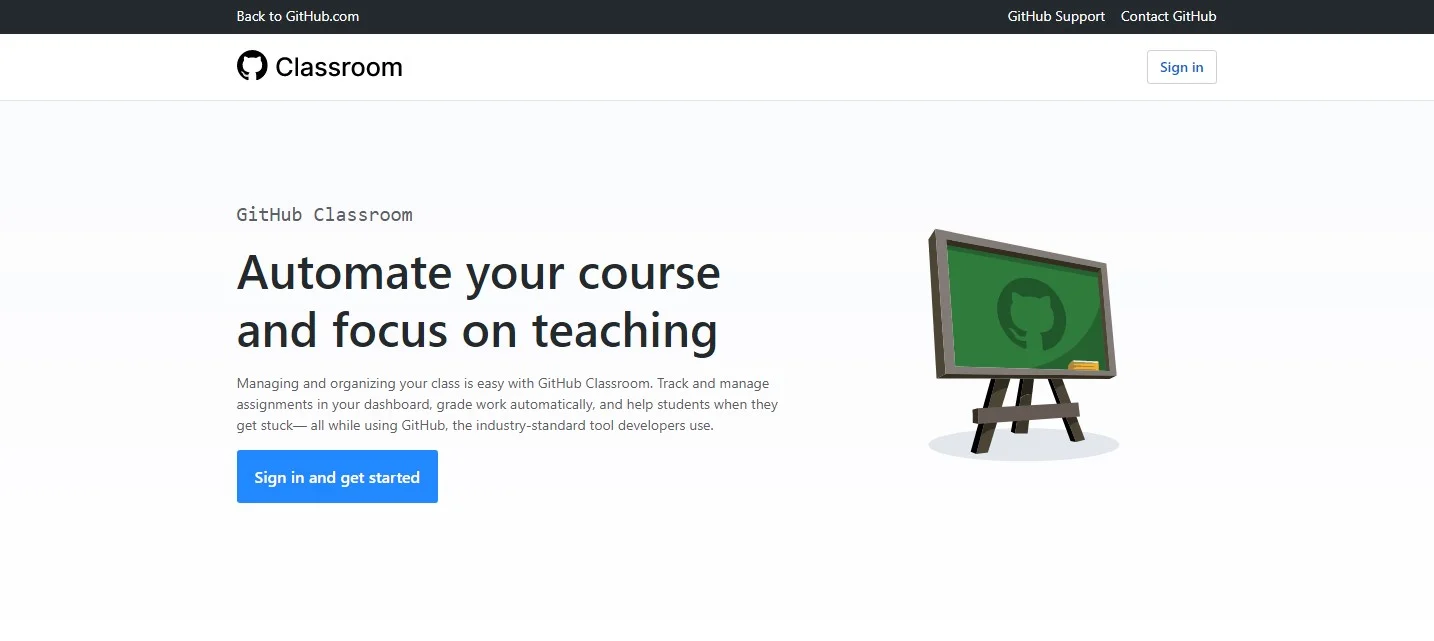 Back to GitHub.com
GitHub Support
Contact GitHub
Classroom
Sign in
GitHub Classroom
Automate your course
and focus on teaching
Managing and organizing your class is easy with GitHub Classroom. Track and manage
assignments in your dashboard, grade work automatically, and help students when they
get stuck— all while using GitHub, the industry-standard tool developers use.
Sign in and get started